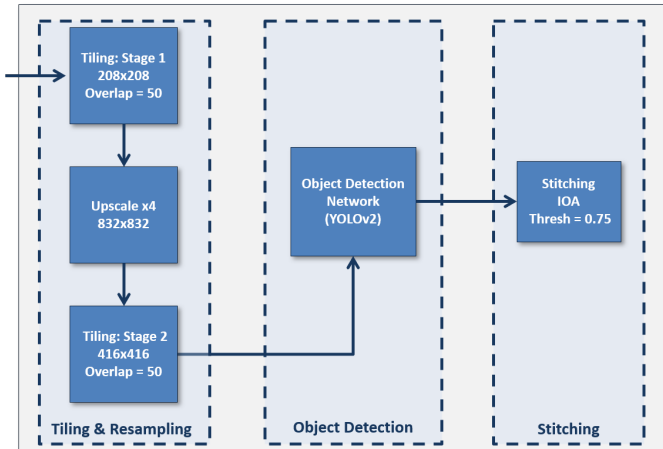 Tiling: Stage 1
208x208
Overlap = 50
Upscale x4
832x832
Tiling: Stage 2
416x416
Overlap = 50
Tiling & Resampling
Object Detection
Network
(YOLOv2)
Object Detection
Stitching
IOA
Thresh = 0.75
Stitching